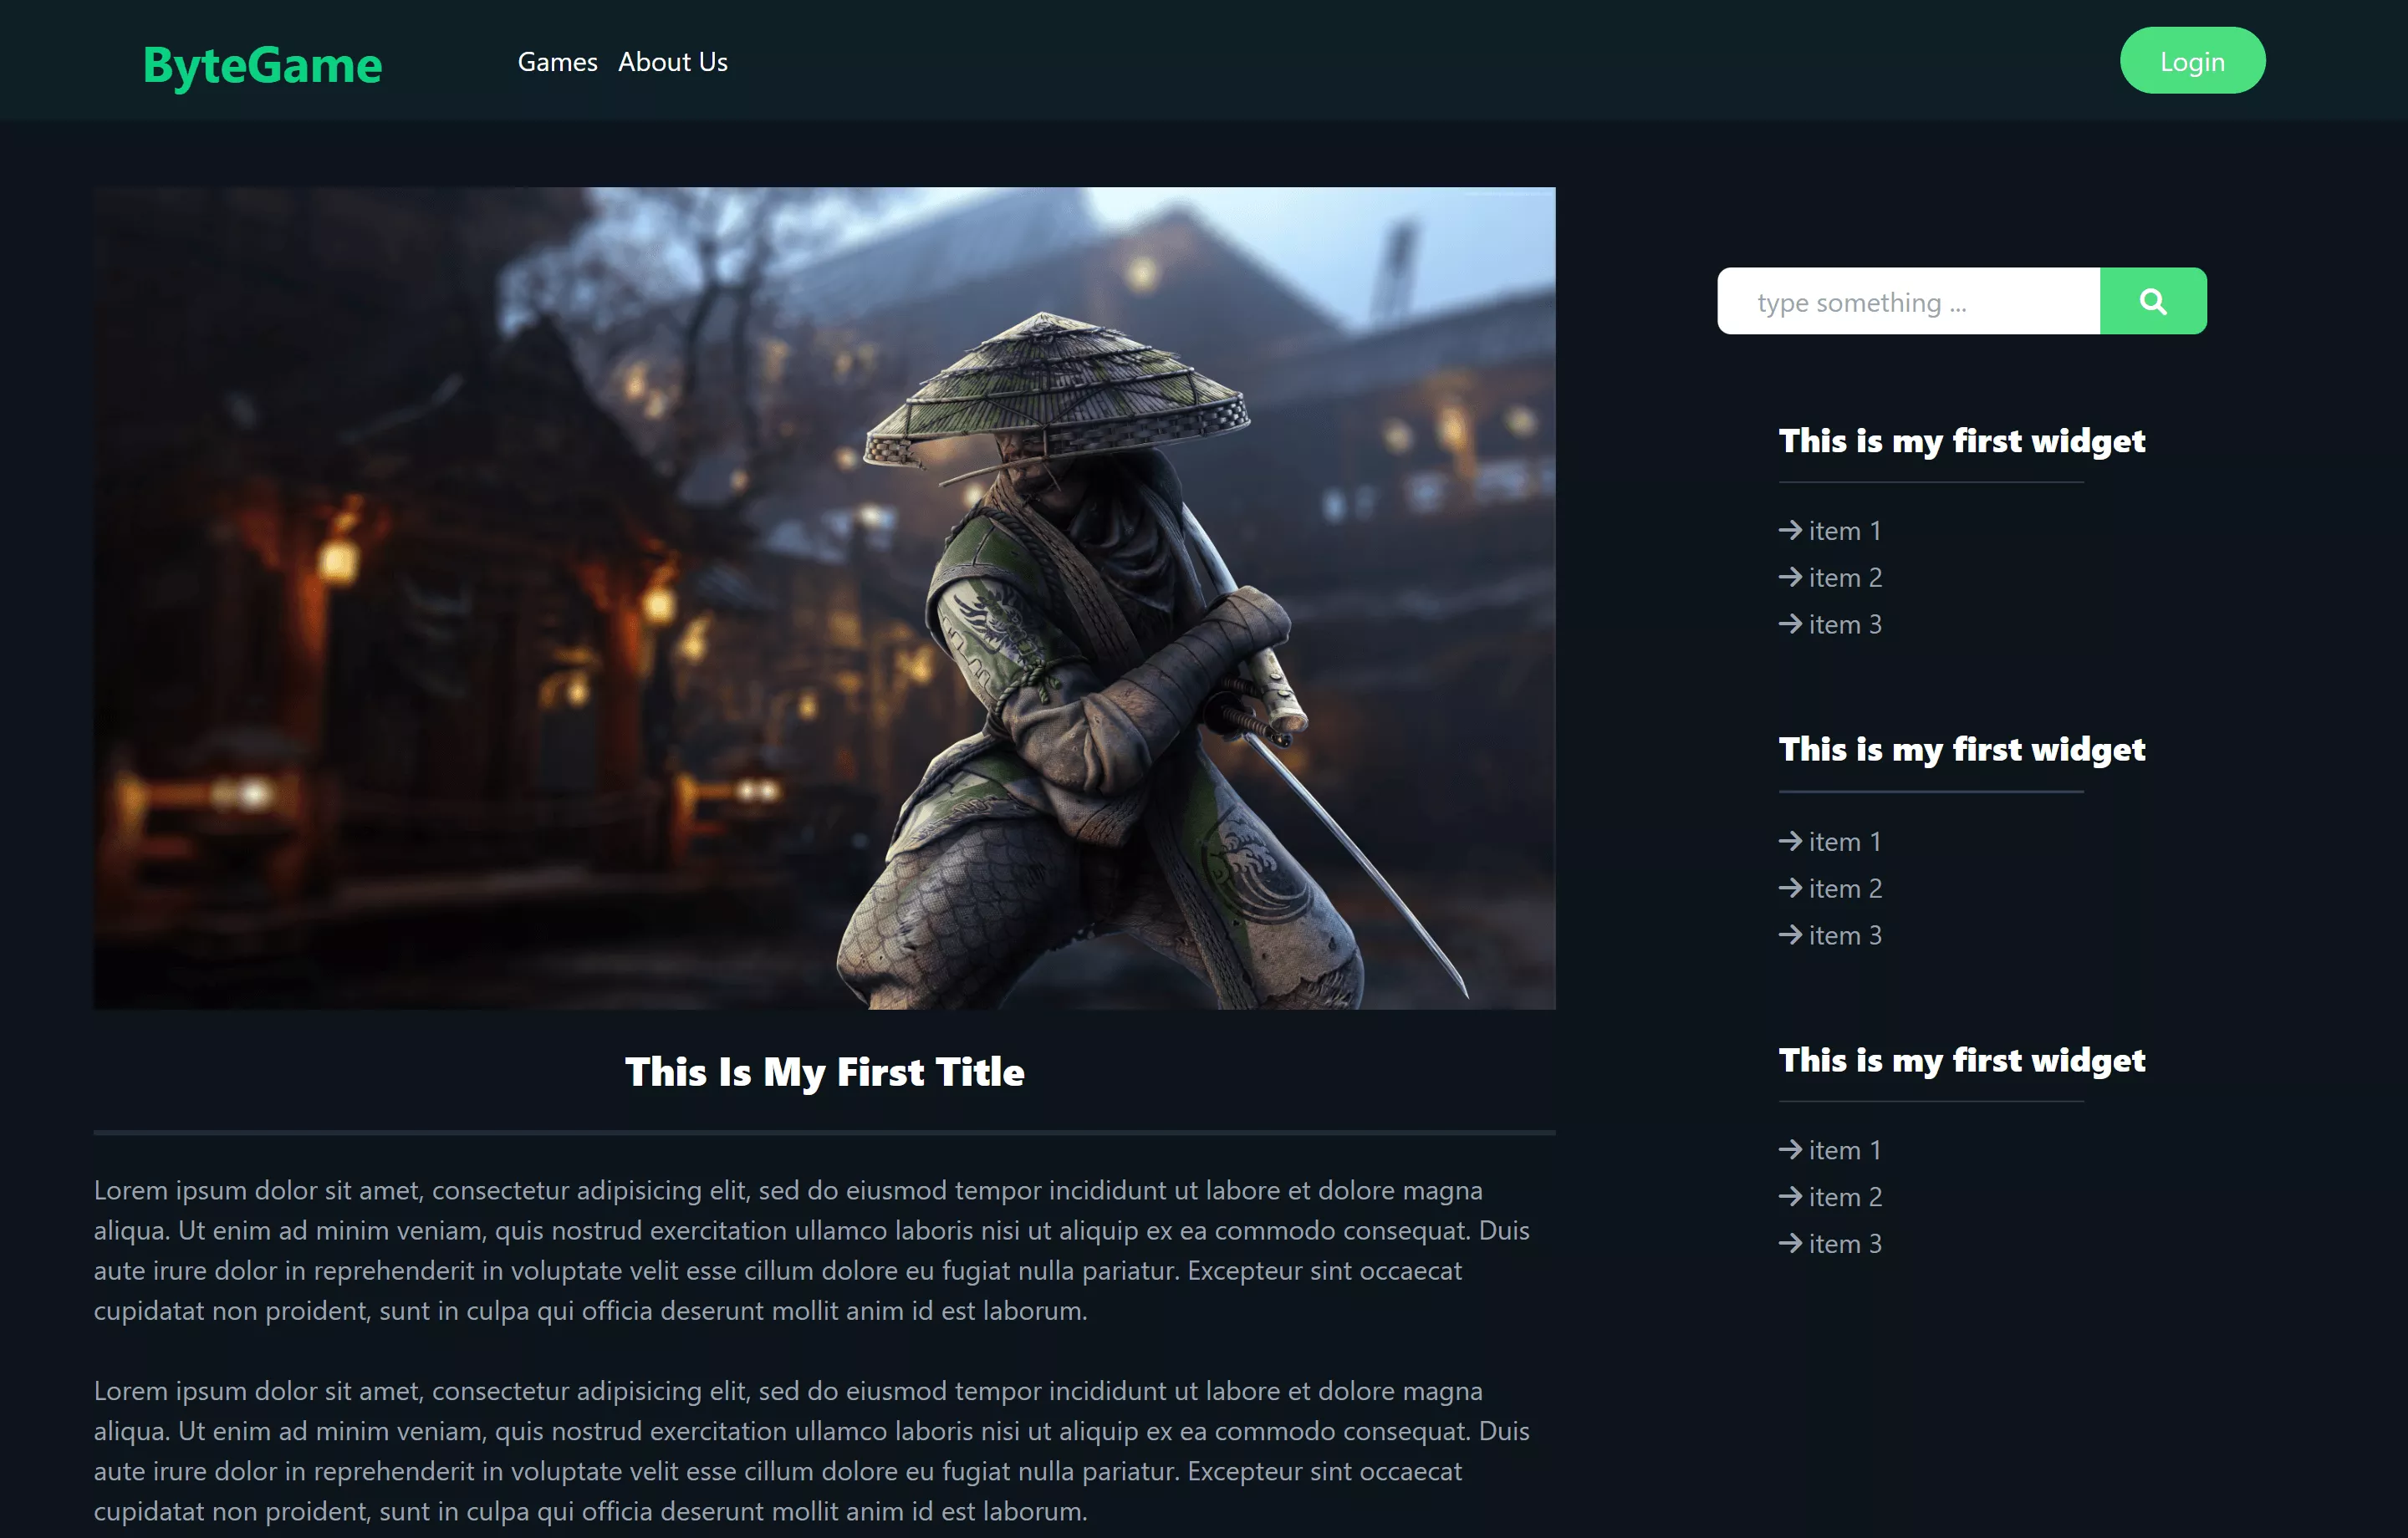 ByteGame
Games
About Us
Login
type something ...
This is my first widget
item 1
item 2
item 3
This is my first widget
item 1
item 2
item 3
This is my first widget
item 1
item 2
item 3
This Is My First Title
Lorem ipsum dolor sit amet, consectetur adipisicing elit, sed do eiusmod tempor incididunt ut labore et dolore magna
aliqua. Ut enim ad minim veniam, quis nostrud exercitation ullamco laboris nisi ut aliquip ex ea commodo consequat. Duis
aute irure dolor in reprehenderit in voluptate velit esse cillum dolore eu fugiat nulla pariatur. Excepteur sint occaecat
cupidatat non proident, sunt in culpa qui officia deserunt mollit anim id est laborum.
Lorem ipsum dolor sit amet, consectetur adipisicing elit, sed do eiusmod tempor incididunt ut labore et dolore magna
aliqua. Ut enim ad minim veniam, quis nostrud exercitation ullamco laboris nisi ut aliquip ex ea commodo consequat. Duis
aute irure dolor in reprehenderit in voluptate velit esse cillum dolore eu fugiat nulla pariatur. Excepteur sint occaecat
cupidatat non proident, sunt in culpa qui officia deserunt mollit anim id est laborum.